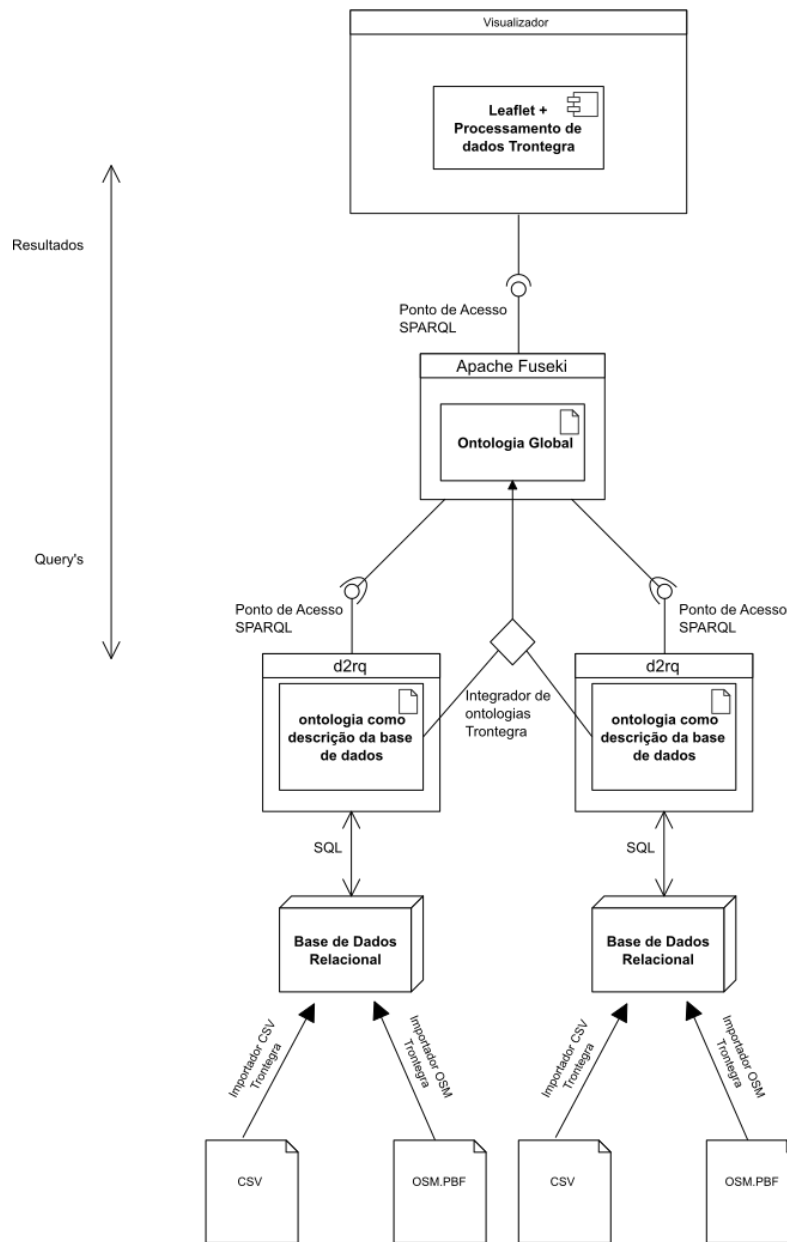 Visualizador
Leaflet +
Processamento de
dados Trontegra
Resultados
Ponto de Acesso
SPARQL
Apache Fuseki
Ontologia Global
Query's
Ponto de Acesso
SPARQL
Ponto de Acesso
SPARQL
d2rq
ontologia como
descrição da base
de dados
Integrador de
ontologias
Trontegra
d2rq
ontologia como
descrição da base
de dados
SQL
SQL
Base de Dados
Relacional
Base de Dados
Relacional
Importador CSV
Trontegra
Importador OSM
Trontegra
Importador CSV
Trontegra
Importador OSM
Trontegra
CSV
OSM.PBF
CSV
OSM.PBF